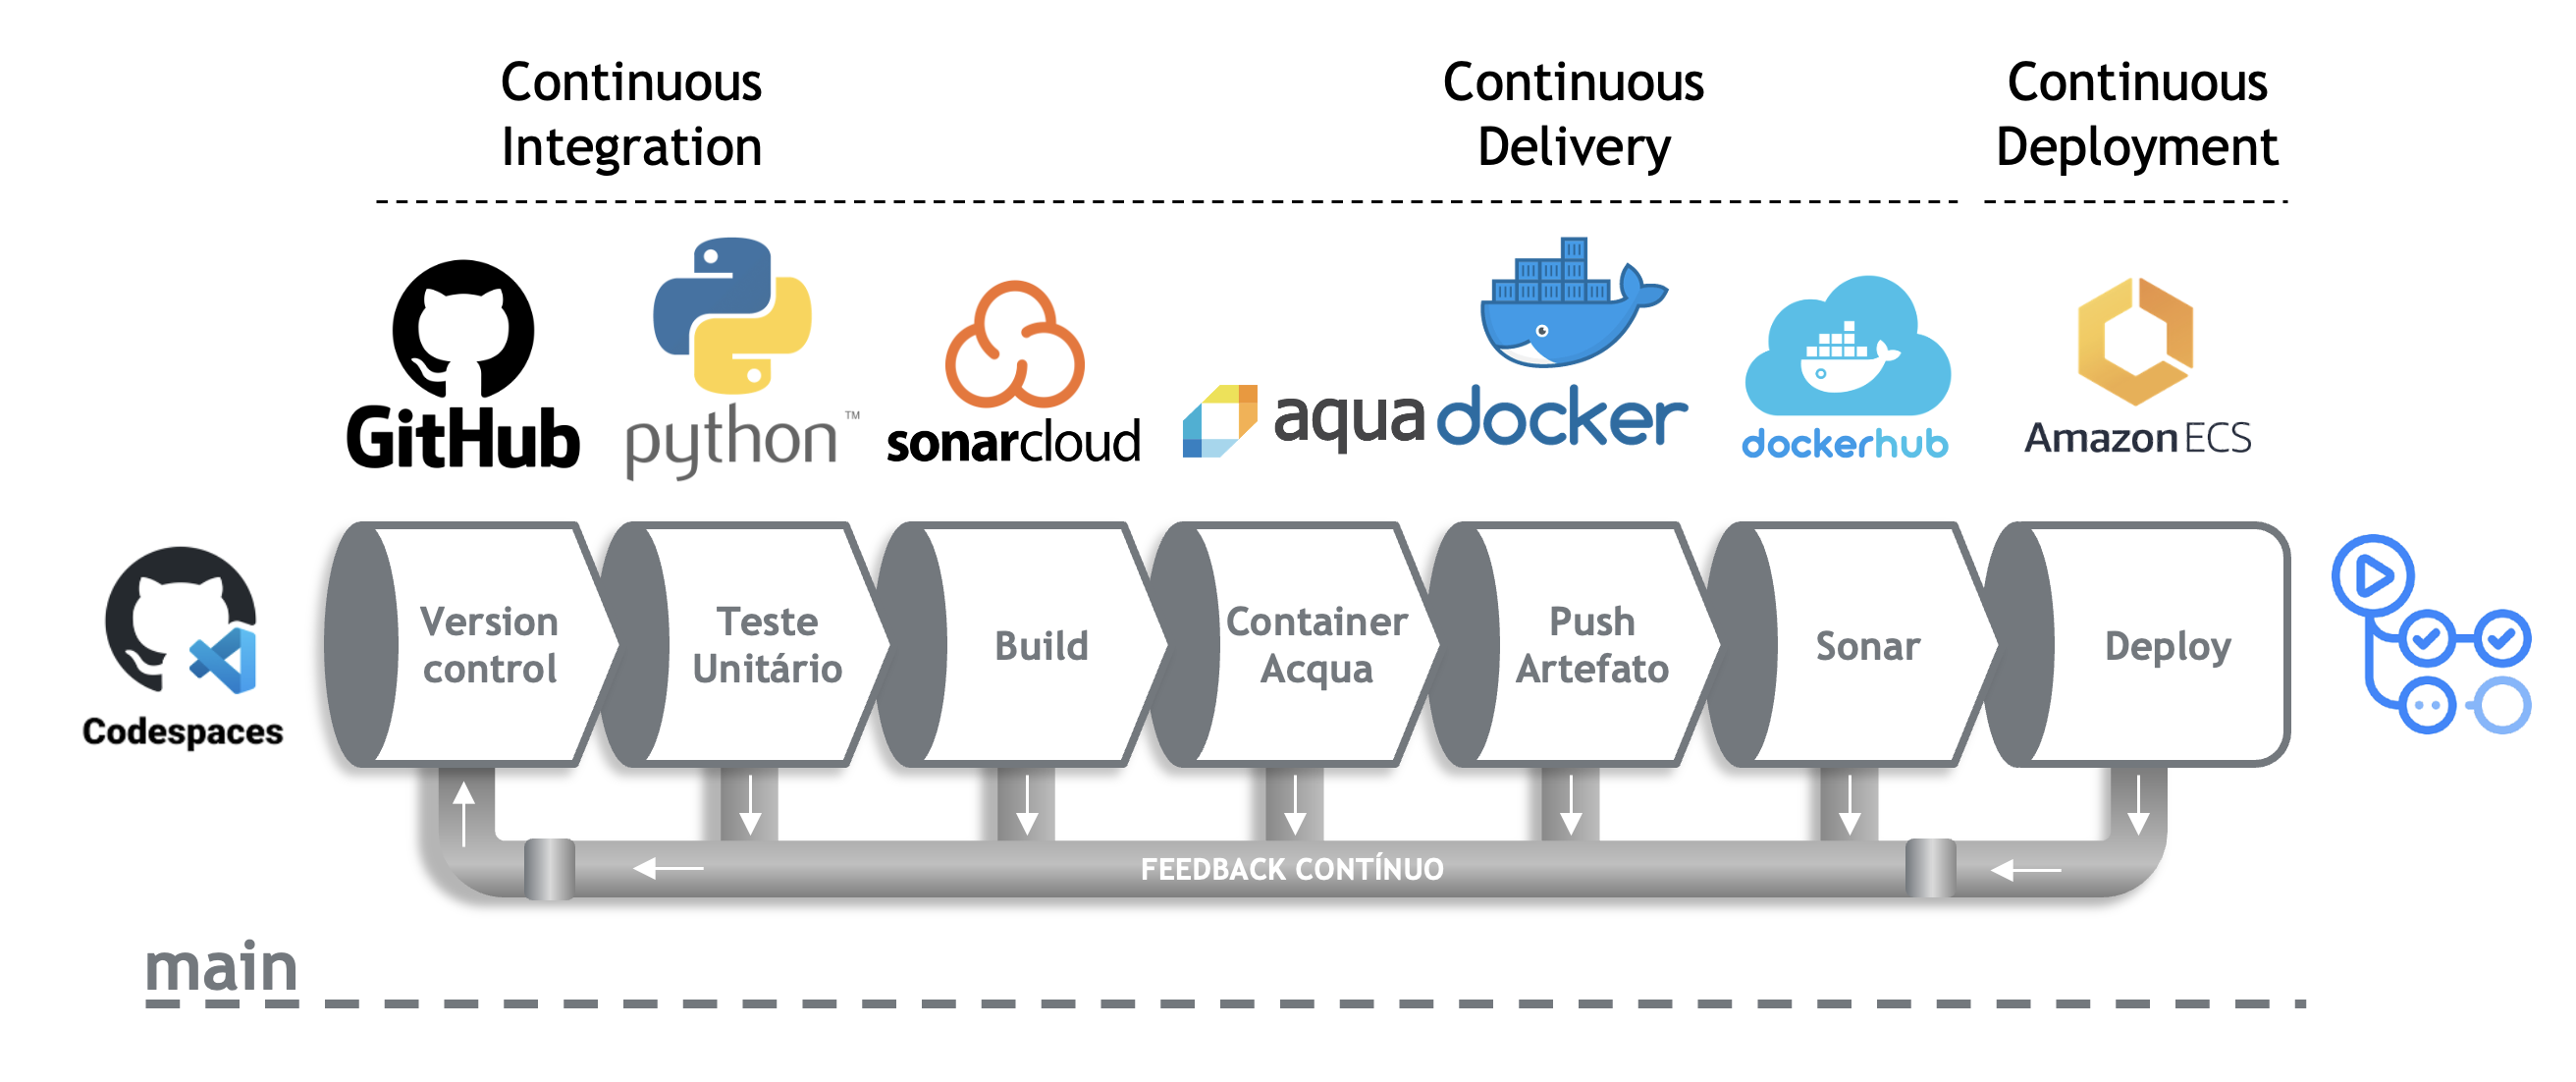 Continuous
Integration
Continuous
Delivery
Continuous
Deployment
GitHub
python™
sonarcloud
aqua
docker
dockerhub
Amazon ECS
Codespaces
Version
control
Teste
Unitário
Build
Container
Acqua
Push
Artefato
Sonar
Deploy
FEEDBACK CONTÍNUO
main